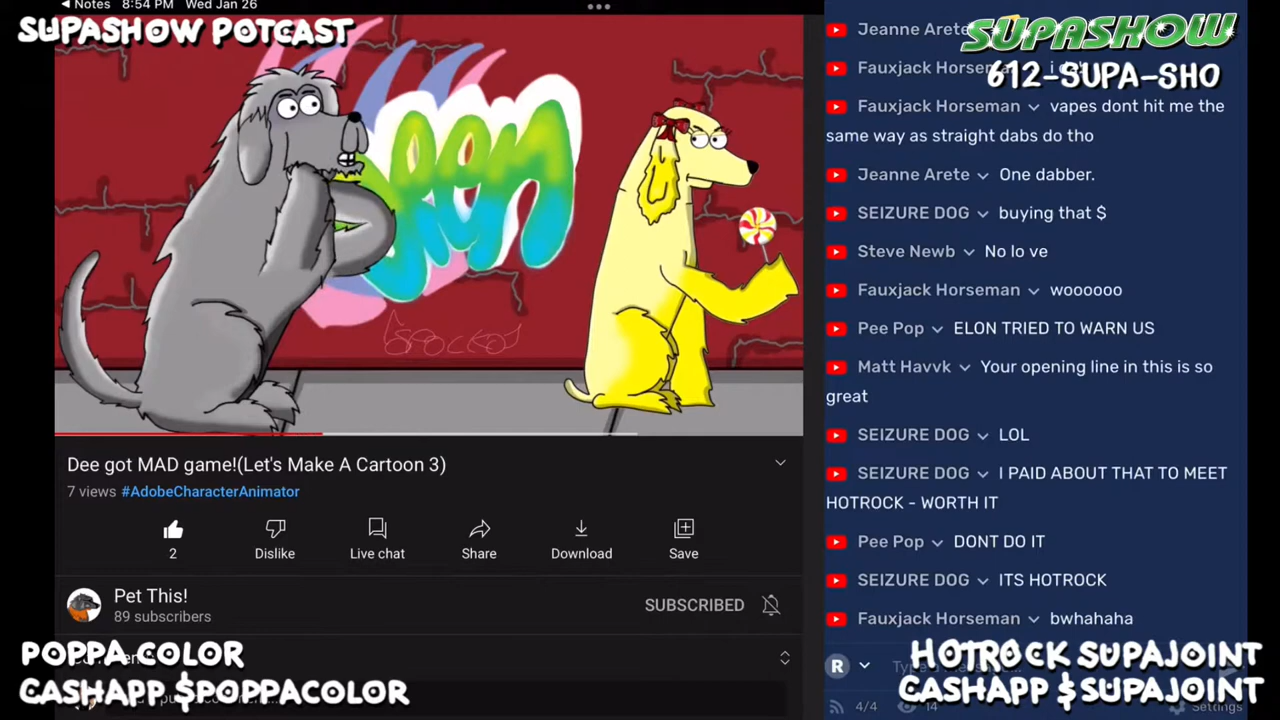 Notes 8:54 PM Wed Jan 26
SUPASHOW POTCAST
Dee got MAD game!(Let's Make A Cartoon 3)
7 views #AdobeCharacterAnimator
2 Dislike Live chat Share Download Save
Pet This!
89 subscribers
SUBSCRIBED
POPPA COLOR
CASHAPP $POPPACOLOR
SUPASHOW
612-SUPA-SHO
Jeanne Arete
Fauxjack Horseman
Fauxjack Horseman vapes dont hit me the
same way as straight dabs do tho
Jeanne Arete One dabber.
SEIZURE DOG buying that $
Steve Newb No lo ve
Fauxjack Horseman woooooo
Pee Pop ELON TRIED TO WARN US
Matt Havvk Your opening line in this is so
great
SEIZURE DOG LOL
SEIZURE DOG I PAID ABOUT THAT TO MEET
HOTROCK - WORTH IT
Pee Pop DONT DO IT
SEIZURE DOG ITS HOTROCK
Fauxjack Horseman bwhahaha
R
HOTROCK SUPAJOINT
CASHAPP $SUPAJOINT
4/4 14 Settings